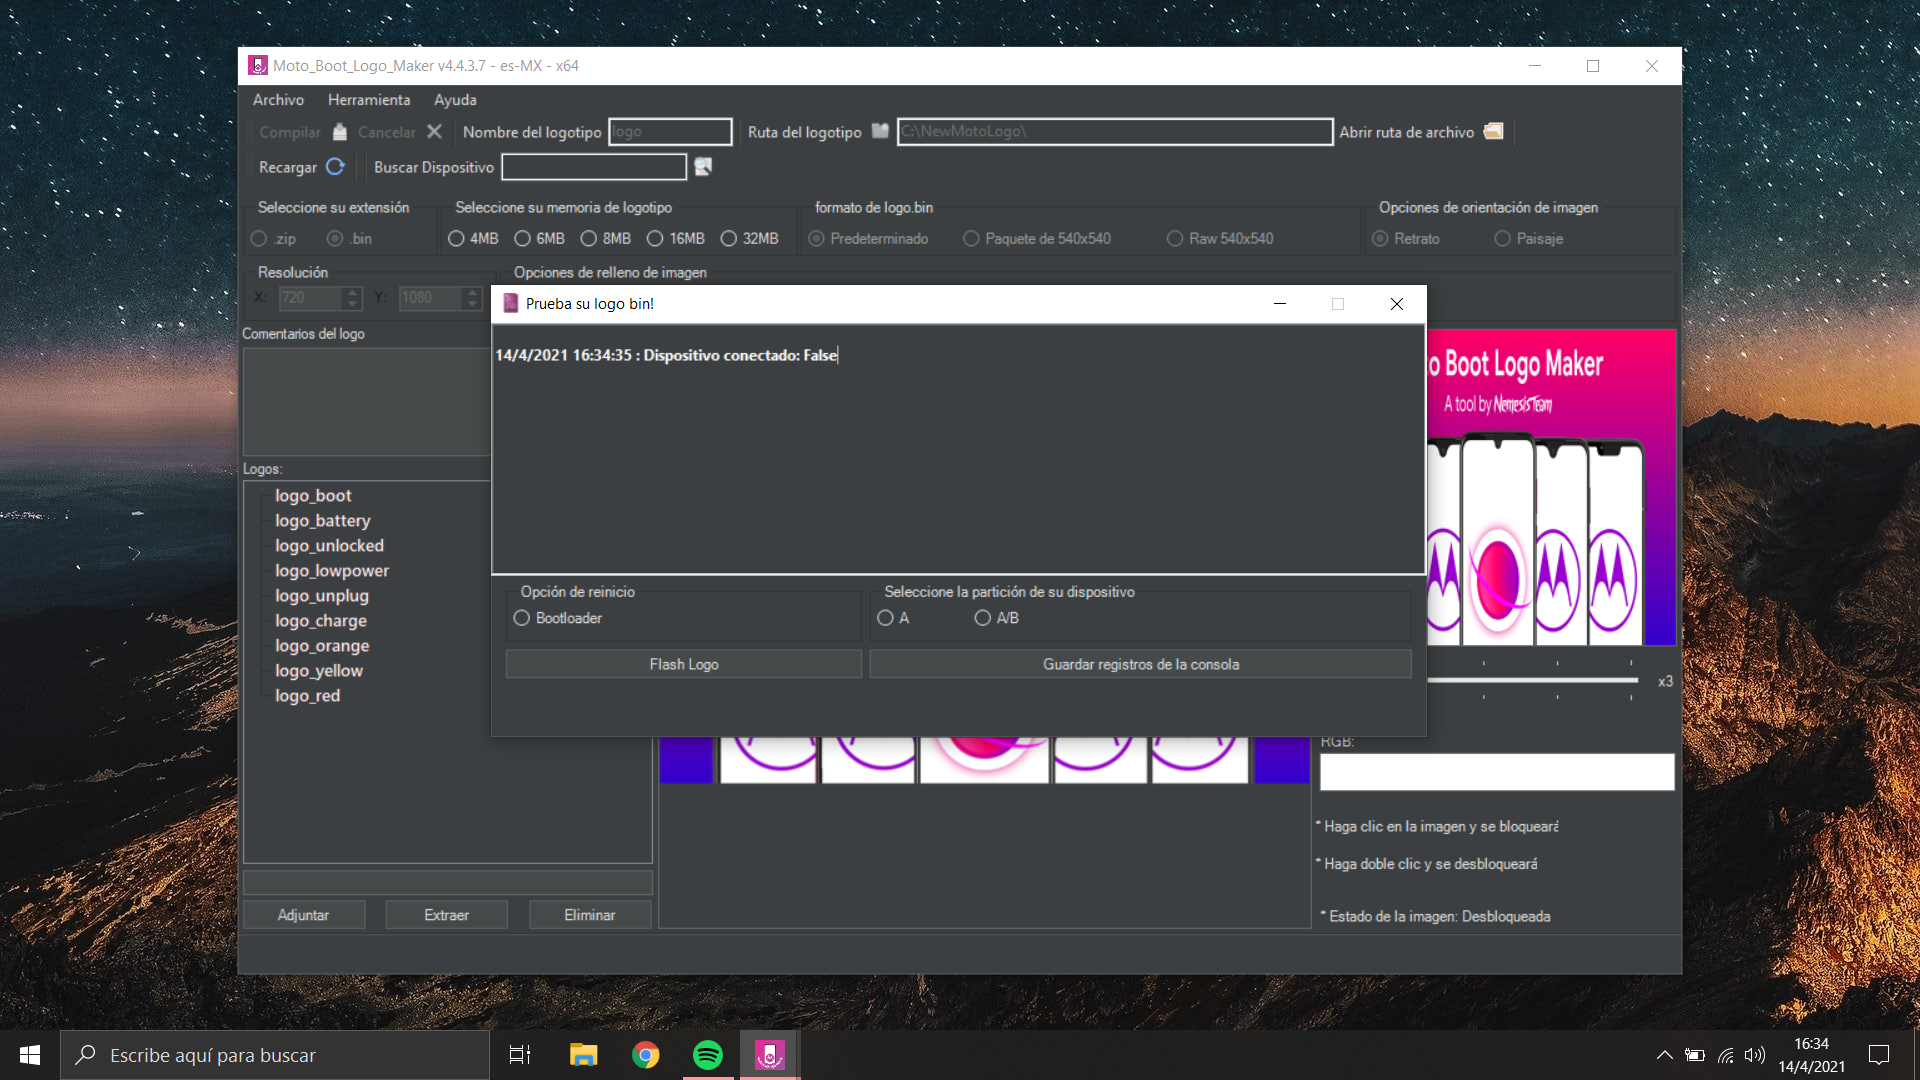 Moto_Boot_Logo_Maker v4.4.3.7 - es-MX - x64
Archivo Herramienta Ayuda
Compilar Cancelar Nombre del logotipo logo Ruta del logotipo C:\NewMotoLogo\ Abrir ruta de archivo
Recargar Buscar Dispositivo
Seleccione su extensión Seleccione su memoria de logotipo formato de logo.bin Opciones de orientación de imagen
.zip .bin 4MB 6MB 8MB 16MB 32MB Predeterminado Paquete de 540x540 Raw 540x540 Retrato Paisaje
Resolución Opciones de relleno de imagen
X: 720 Y: 1080
Prueba su logo bin!
14/4/2021 16:34:35 : Dispositivo conectado: False
Opción de reinicio Seleccione la partición de su dispositivo
Bootloader A A/B
Flash Logo Guardar registros de la consola
Comentarios del logo
Logos:
logo_boot
logo_battery
logo_unlocked
logo_lowpower
logo_unplug
logo_charge
logo_orange
logo_yellow
logo_red
Adjuntar Extraer Eliminar
o Boot Logo Maker
A tool by NemesisTeam
x3
RGB:
* Haga clic en la imagen y se bloqueará
* Haga doble clic y se desbloqueará
* Estado de la imagen: Desbloqueada
Escribe aquí para buscar
16:34
14/4/2021